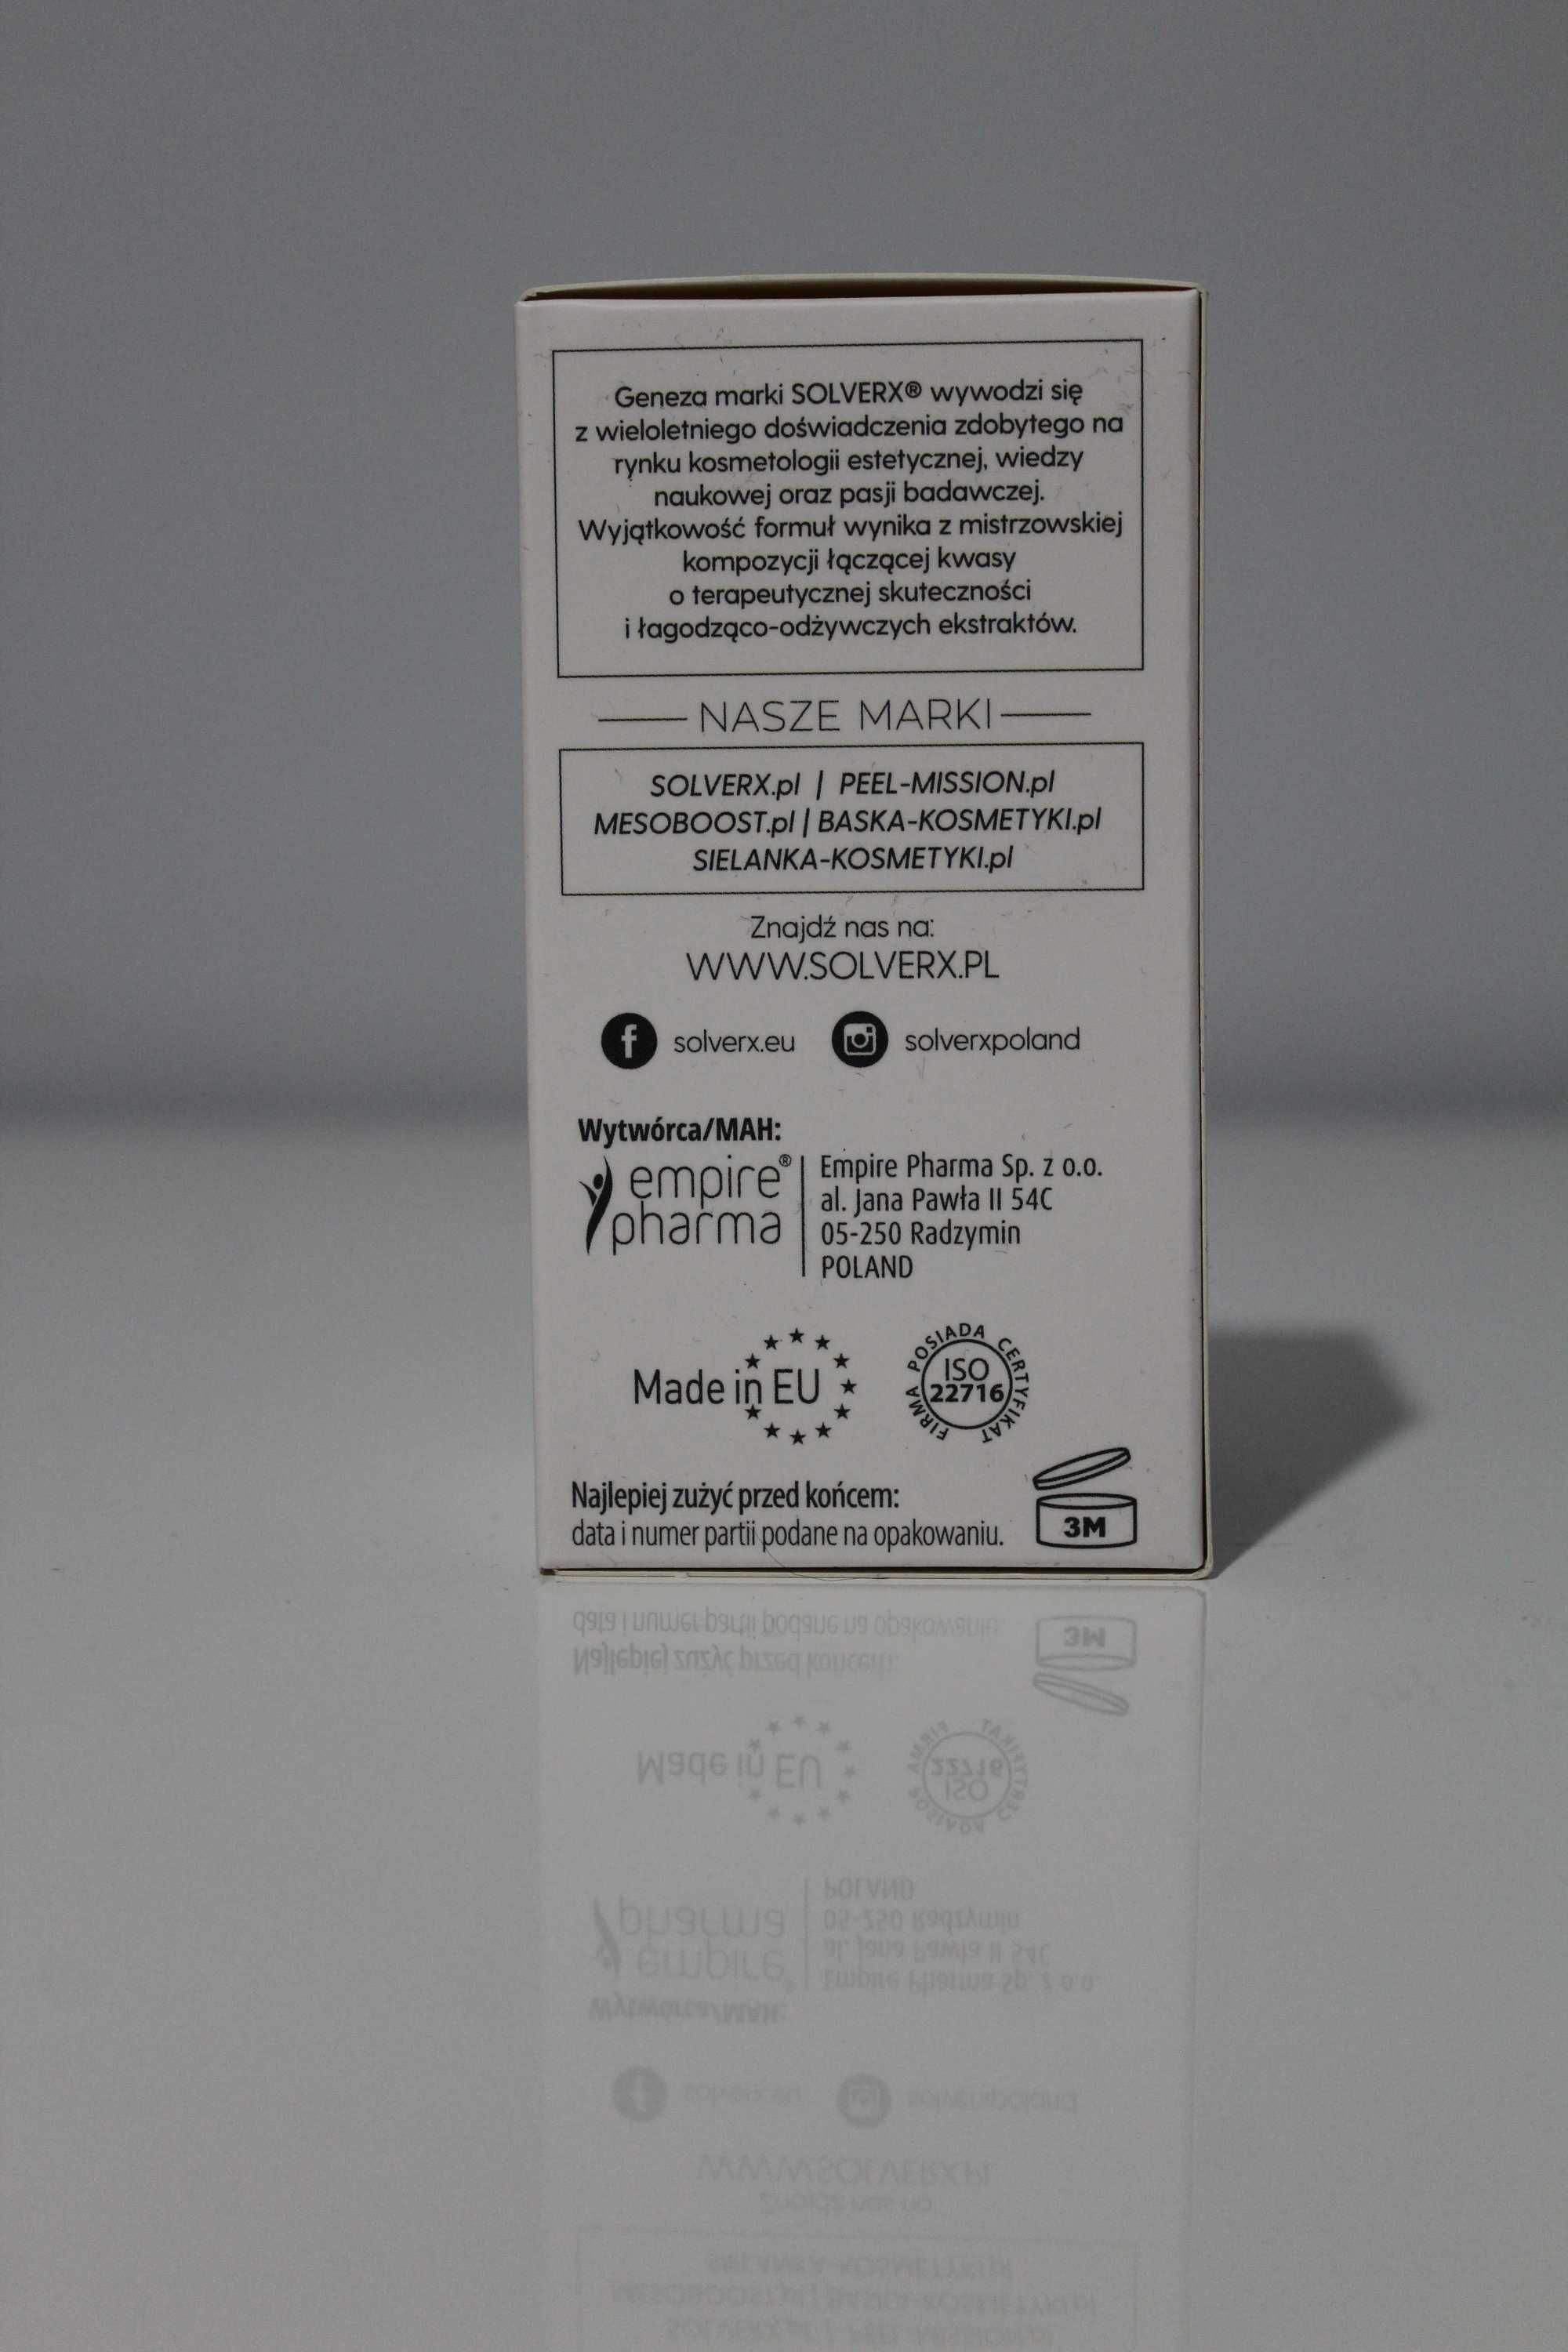 Geneza marki SOLVERX® wywodzi się
z wieloletniego doświadczenia zdobytego na
rynku kosmetologii estetycznej, wiedzy
naukowej oraz pasji badawczej.
Wyjątkowość formuł wynika z mistrzowskiej
kompozycji łączącej kwasy
o terapeutycznej skuteczności
i łagodząco-odżywczych ekstraktów.
NASZE MARKI
SOLVERX.pl | PEEL-MISSION.pl
MESOBOOST.pl | BASKA-KOSMETYKI.pl
SIELANKA-KOSMETYKI.pl
Znajdź nas na:
WWW.SOLVERX.PL
solverx.eu solverxpoland
Wytwórca/MAH:
empire®
pharma
Empire Pharma Sp. z o.o.
al. Jana Pawła II 54C
05-250 Radzymin
POLAND
Made in EU
FIRMA POSIADA CERTYFIKAT
ISO
22716
Najlepiej zużyć przed końcem:
data i numer partii podane na opakowaniu.
3M